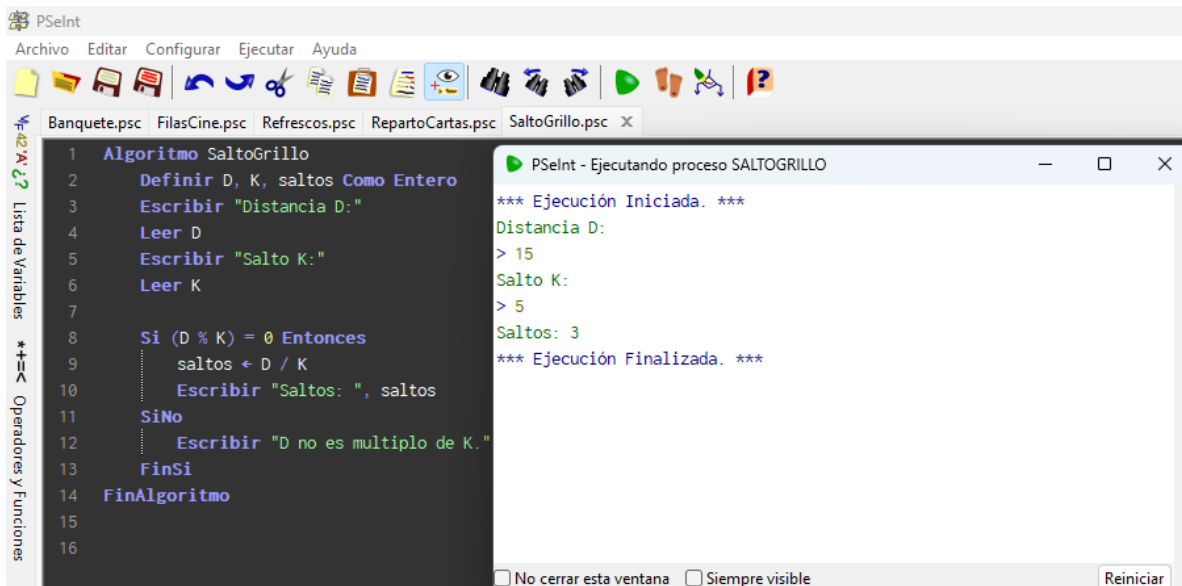 PSeInt
Archivo Editar Configurar Ejecutar Ayuda
Banquete.psc FilasCine.psc Refrescos.psc RepartoCartas.psc SaltoGrillo.psc
Lista de Variables
Operadores y Funciones
1 Algoritmo SaltoGrillo
2 Definir D, K, saltos Como Entero
3 Escribir "Distancia D:"
4 Leer D
5 Escribir "Salto K:"
6 Leer K
7
8 Si (D % K) = 0 Entonces
9 saltos ← D / K
10 Escribir "Saltos: ", saltos
11 SiNo
12 Escribir "D no es multiplo de K."
13 FinSi
14 FinAlgoritmo
15
16
PSeInt - Ejecutando proceso SALTOGRILLO
*** Ejecución Iniciada. ***
Distancia D:
> 15
Salto K:
> 5
Saltos: 3
*** Ejecución Finalizada. ***
No cerrar esta ventana Siempre visible Reiniciar